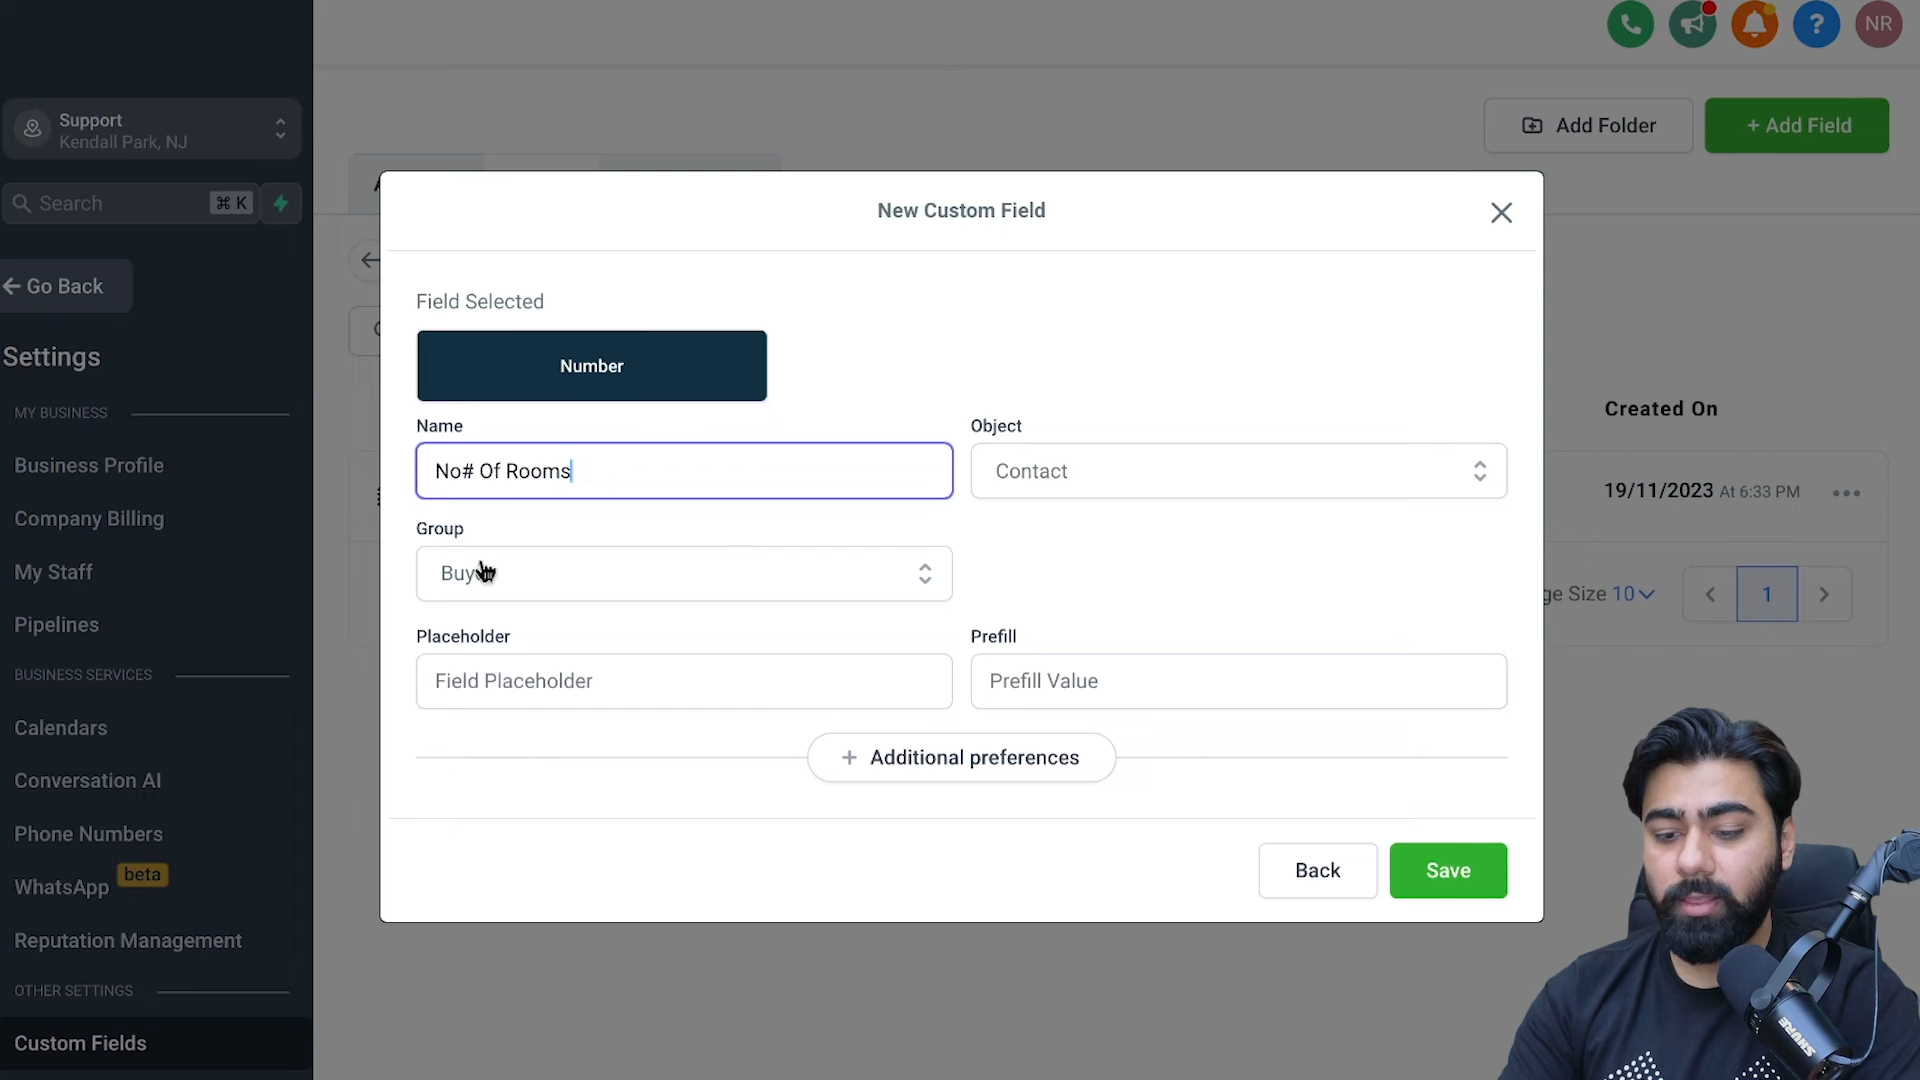 NR
Support
Kendall Park, NJ
Add Folder
+ Add Field
Search
⌘ K
New Custom Field
Go Back
Field Selected
Number
Settings
Created On
MY BUSINESS
Name
Object
Business Profile
No# Of Rooms
Contact
19/11/2023 At 6:33 PM
Company Billing
Group
My Staff
Size 10
1
Pipelines
Placeholder
Prefill
BUSINESS SERVICES
Field Placeholder
Prefill Value
Calendars
+ Additional preferences
Conversation AI
Phone Numbers
WhatsApp
beta
Back
Save
Reputation Management
OTHER SETTINGS
Custom Fields
SHURE